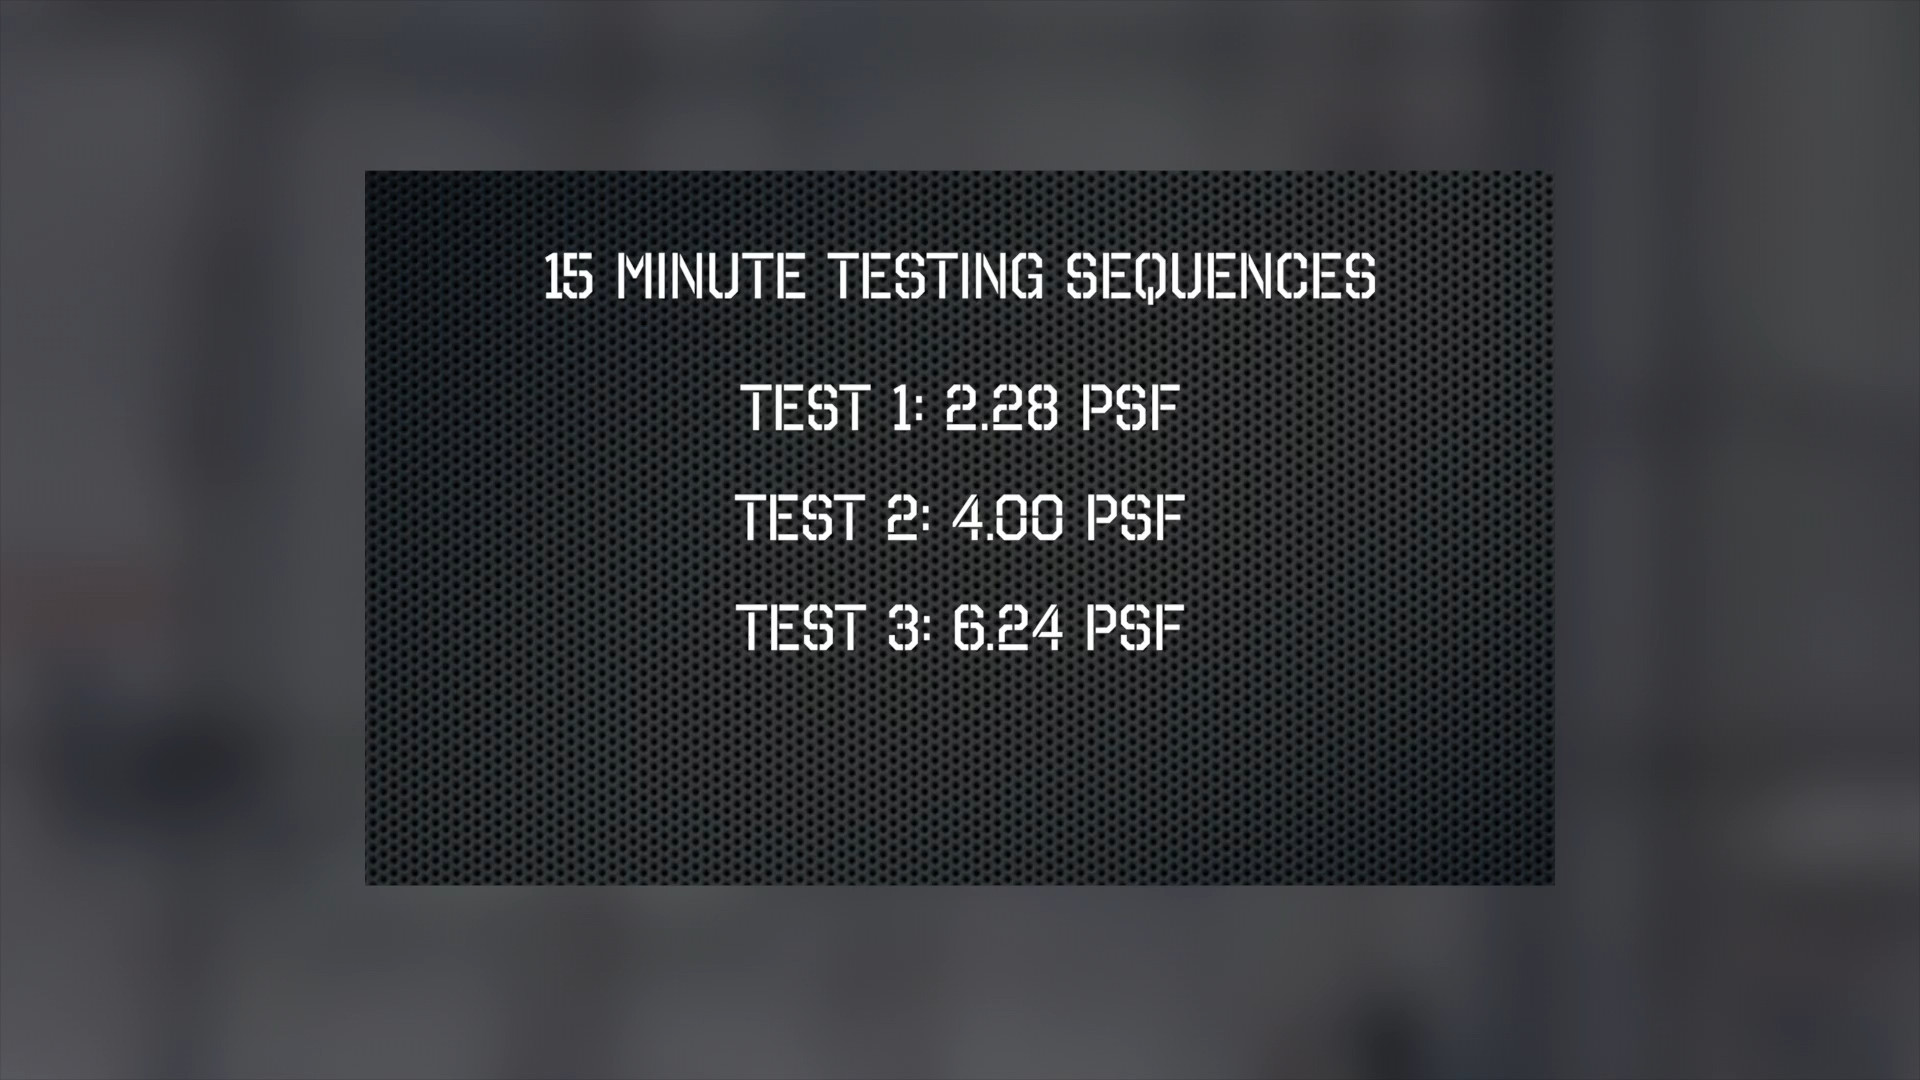 15 MINUTE TESTING SEQUENCES
TEST 1: 2.28 PSF
TEST 2: 4.00 PSF
TEST 3: 6.24 PSF